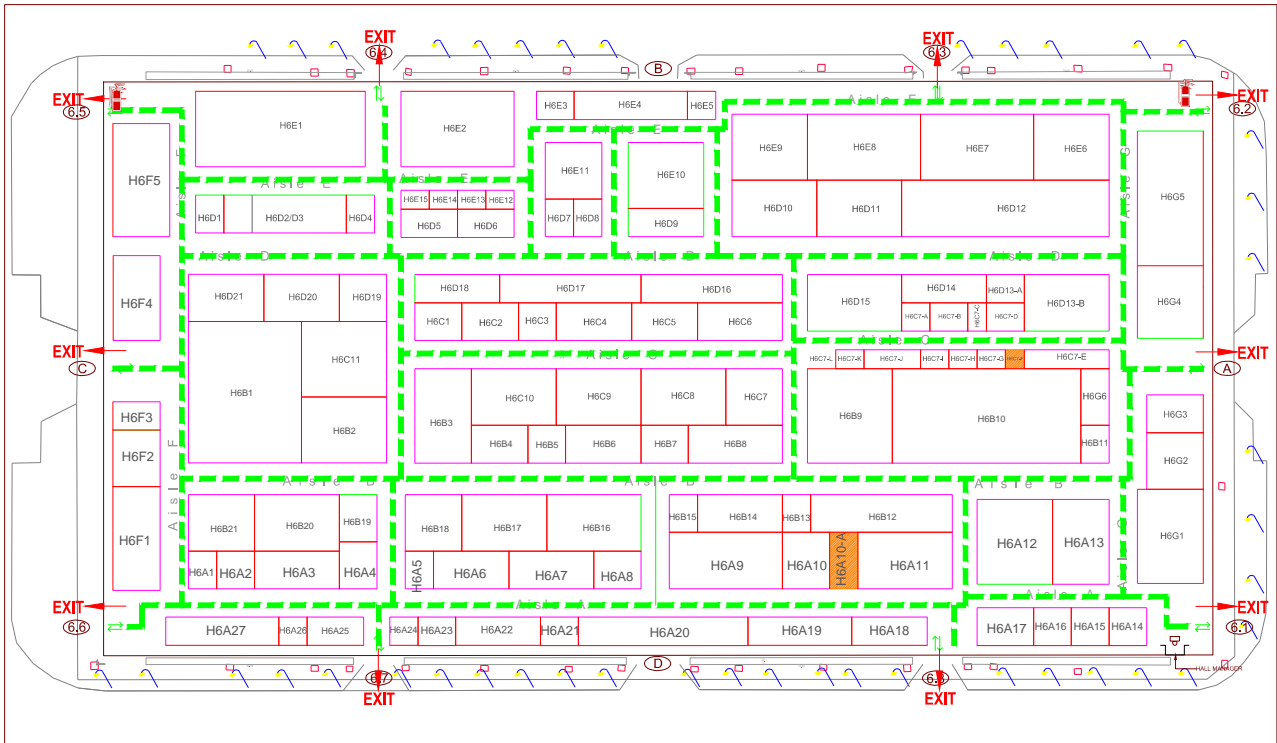 EXIT
6.4
EXIT
6.3
B
EXIT
6.5
EXIT
6.2
H6E3
H6E4
H6E5
Aisle E
H6E1
H6E2
Aisle E
H6E9
H6E8
H6E7
H6E6
H6F5
Aisle F
Aisle G
H6E11
H6E10
H6G5
Aisle E
Aisle E
H6E15
H6E14
H6E13
H6E12
H6D1
H6D2/D3
H6D4
H6D5
H6D6
H6D7
H6D8
H6D9
H6D10
H6D11
H6D12
Aisle D
Aisle D
Aisle D
H6F4
H6D21
H6D20
H6D19
H6D18
H6D17
H6D16
H6D15
H6D14
H6D13-A
H6D13-B
H6G4
H6C1
H6C2
H6C3
H6C4
H6C5
H6C6
H6C7-A
H6C7-B
H6C7-C
H6C7-D
EXIT
C
Aisle C
Aisle C
EXIT
A
H6C7-L
H6C7-K
H6C7-J
H6C7-I
H6C7-H
H6C7-G
H6C7-E
H6B1
H6C11
H6B2
H6B3
H6C10
H6C9
H6C8
H6C7
H6B4
H6B5
H6B6
H6B7
H6B8
H6B9
H6B10
H6G6
H6B11
H6G3
H6G2
H6F3
H6F2
H6F1
Aisle F
Aisle B
Aisle B
Aisle B
H6B21
H6B20
H6B19
H6B18
H6B17
H6B16
H6B15
H6B14
H6B13
H6B12
H6A12
H6A13
H6G1
Aisle G
H6A1
H6A2
H6A3
H6A4
H6A5
H6A6
H6A7
H6A8
H6A9
H6A10
H6A10-A
H6A11
Aisle A
Aisle A
EXIT
6.6
EXIT
6.1
H6A27
H6A26
H6A25
H6A24
H6A23
H6A22
H6A21
H6A20
H6A19
H6A18
H6A17
H6A16
H6A15
H6A14
D
HALL MANAGER
6.7
EXIT
EXIT